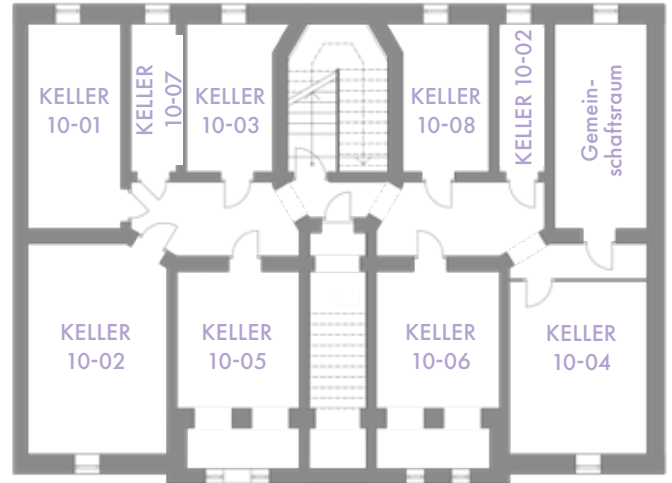 KELLER
10-01
KELLER
10-07
KELLER
10-03
KELLER
10-08
KELLER 10-02
Gemein-
schaftsraum
KELLER
10-02
KELLER
10-05
KELLER
10-06
KELLER
10-04